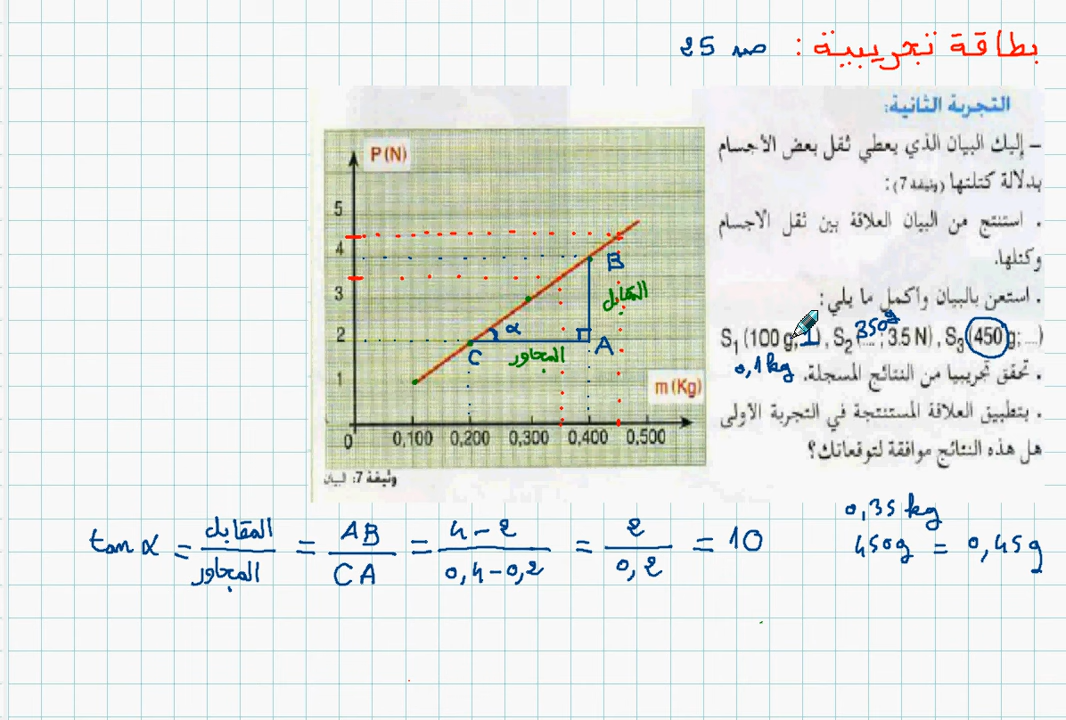 بطاقة تجريبية : صـ 25
التجربة الثانية:
– إليك البيان الذي يعطي ثقل بعض الأجسام
بدلالة كتلتها (وثيقة 7):
. استنتج من البيان العلاقة بين ثقل الأجسام
وكتلها.
. استعن بالبيان واكمل ما يلي:
S1 (100 g; 1), S2 (350g; 3.5 N), S3 (450 g; ...)
0,1 kg
. تحقق تجريبيا من النتائج المسجلة.
. بتطبيق العلاقة المستنتجة في التجربة الأولى
هل هذه النتائج موافقة لتوقعاتك؟
P (N)
5
4
3
2
1
0
0,100 0,200 0,300 0,400 0,500
m (Kg)
B
المقابل
α
C
المجاور
A
وثيقة 7: البيان
tan α = المقابل / المجاور = AB / CA = 4 - 2 / 0,4 - 0,2 = 2 / 0,2 = 10
0,35 kg
450g = 0,45g